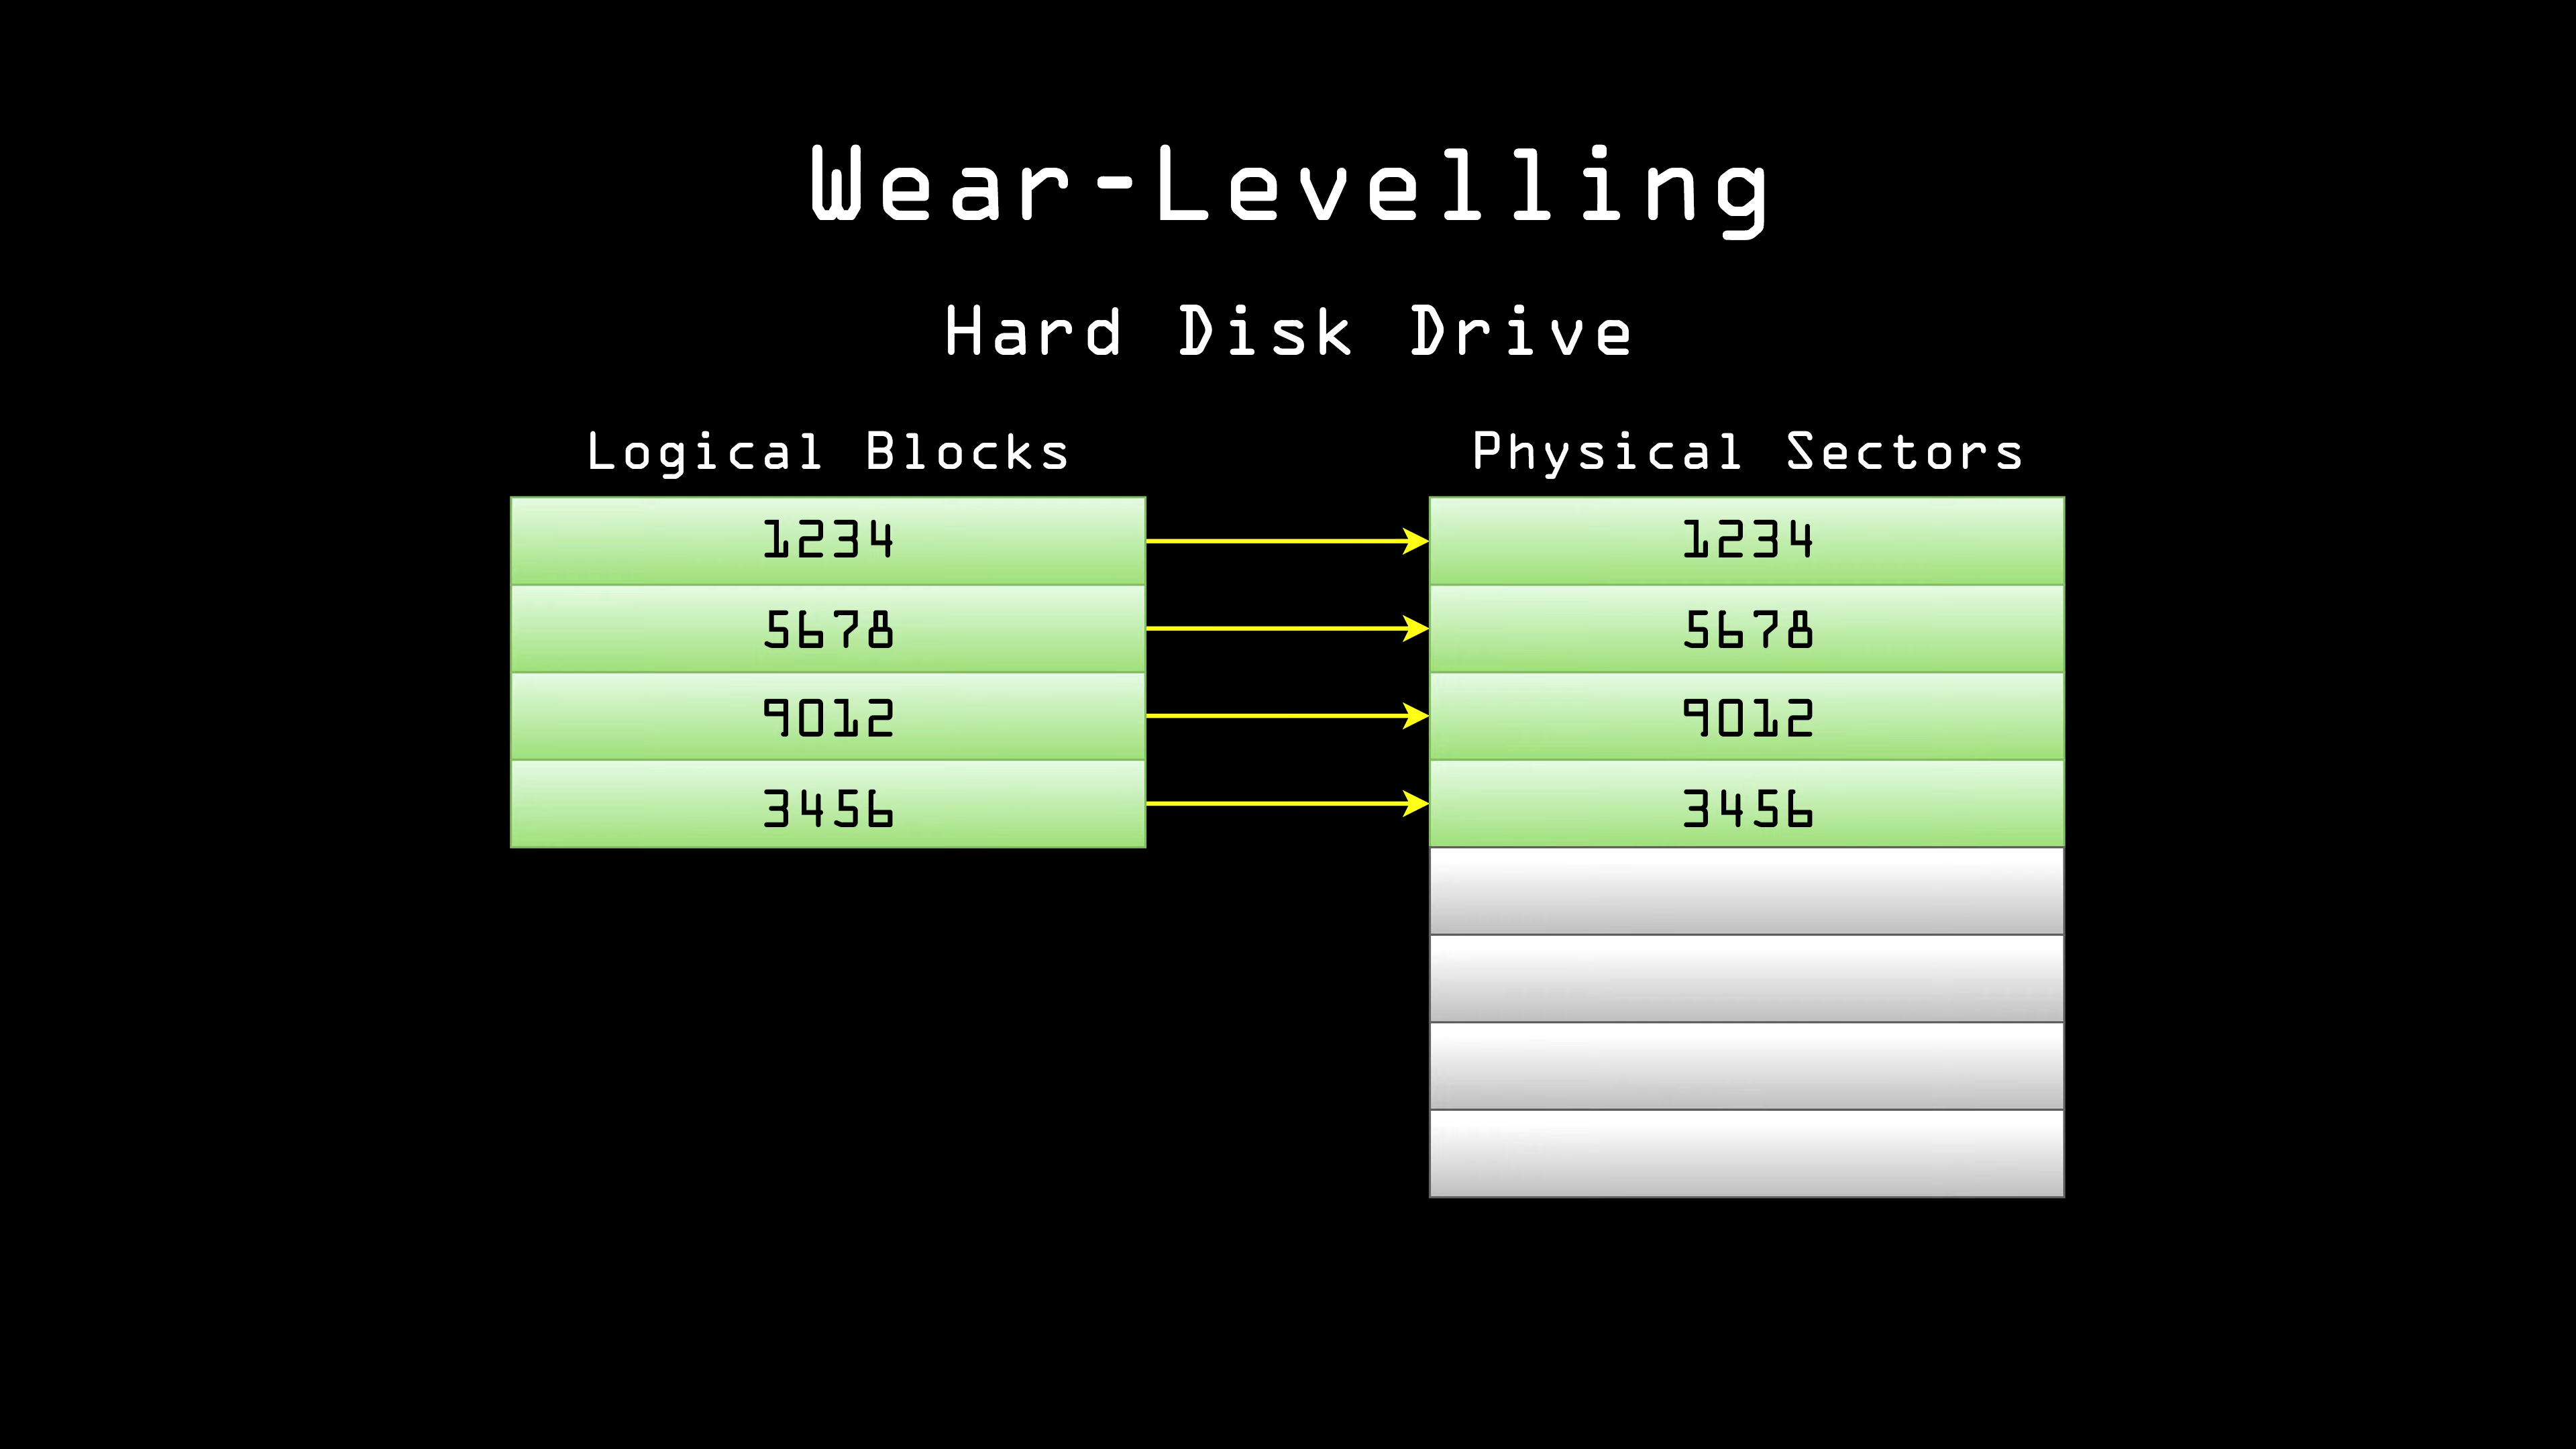 Wear-Levelling
Hard Disk Drive
Logical Blocks
Physical Sectors
1234
1234
5678
5678
9012
9012
3456
3456